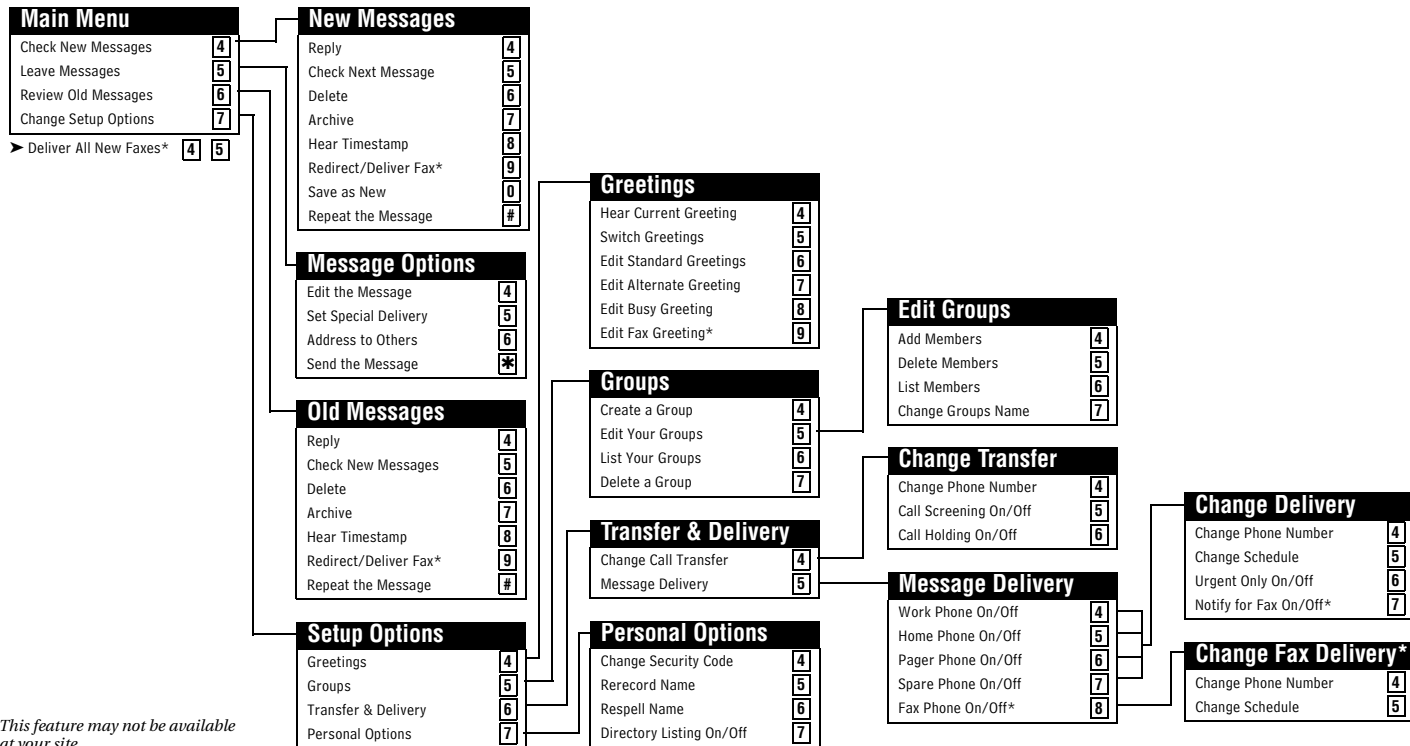 Main Menu
Check New Messages 4
Leave Messages 5
Review Old Messages 6
Change Setup Options 7
➤ Deliver All New Faxes* 4 5
New Messages
Reply 4
Check Next Message 5
Delete 6
Archive 7
Hear Timestamp 8
Redirect/Deliver Fax* 9
Save as New 0
Repeat the Message #
Message Options
Edit the Message 4
Set Special Delivery 5
Address to Others 6
Send the Message *
Old Messages
Reply 4
Check New Messages 5
Delete 6
Archive 7
Hear Timestamp 8
Redirect/Deliver Fax* 9
Repeat the Message #
Setup Options
Greetings 4
Groups 5
Transfer & Delivery 6
Personal Options 7
Greetings
Hear Current Greeting 4
Switch Greetings 5
Edit Standard Greetings 6
Edit Alternate Greeting 7
Edit Busy Greeting 8
Edit Fax Greeting* 9
Groups
Create a Group 4
Edit Your Groups 5
List Your Groups 6
Delete a Group 7
Transfer & Delivery
Change Call Transfer 4
Message Delivery 5
Personal Options
Change Security Code 4
Rerecord Name 5
Respell Name 6
Directory Listing On/Off 7
Edit Groups
Add Members 4
Delete Members 5
List Members 6
Change Groups Name 7
Change Transfer
Change Phone Number 4
Call Screening On/Off 5
Call Holding On/Off 6
Message Delivery
Work Phone On/Off 4
Home Phone On/Off 5
Pager Phone On/Off 6
Spare Phone On/Off 7
Fax Phone On/Off* 8
Change Delivery
Change Phone Number 4
Change Schedule 5
Urgent Only On/Off 6
Notify for Fax On/Off* 7
Change Fax Delivery*
Change Phone Number 4
Change Schedule 5
This feature may not be available
at your site